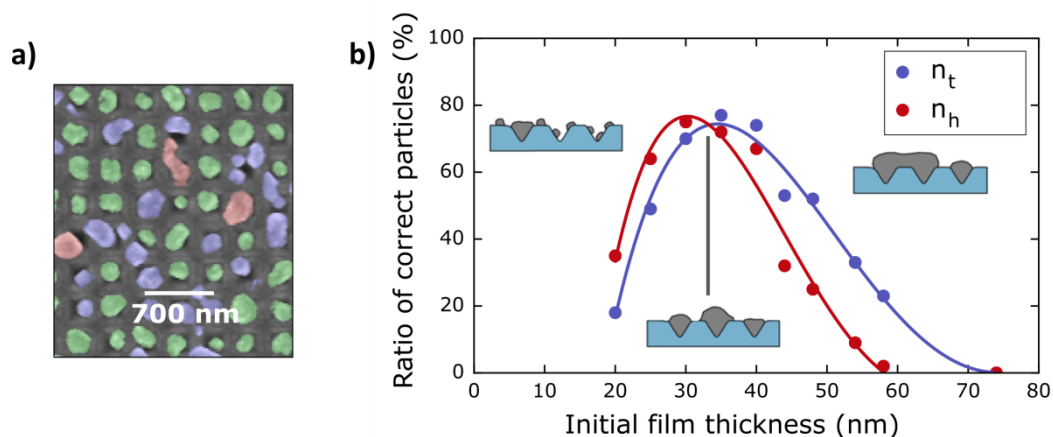 a)
700 nm
b)
Ratio of correct particles (%)
100
80
60
40
20
0
0 10 20 30 40 50 60 70 80
Initial film thickness (nm)
n_t
n_h